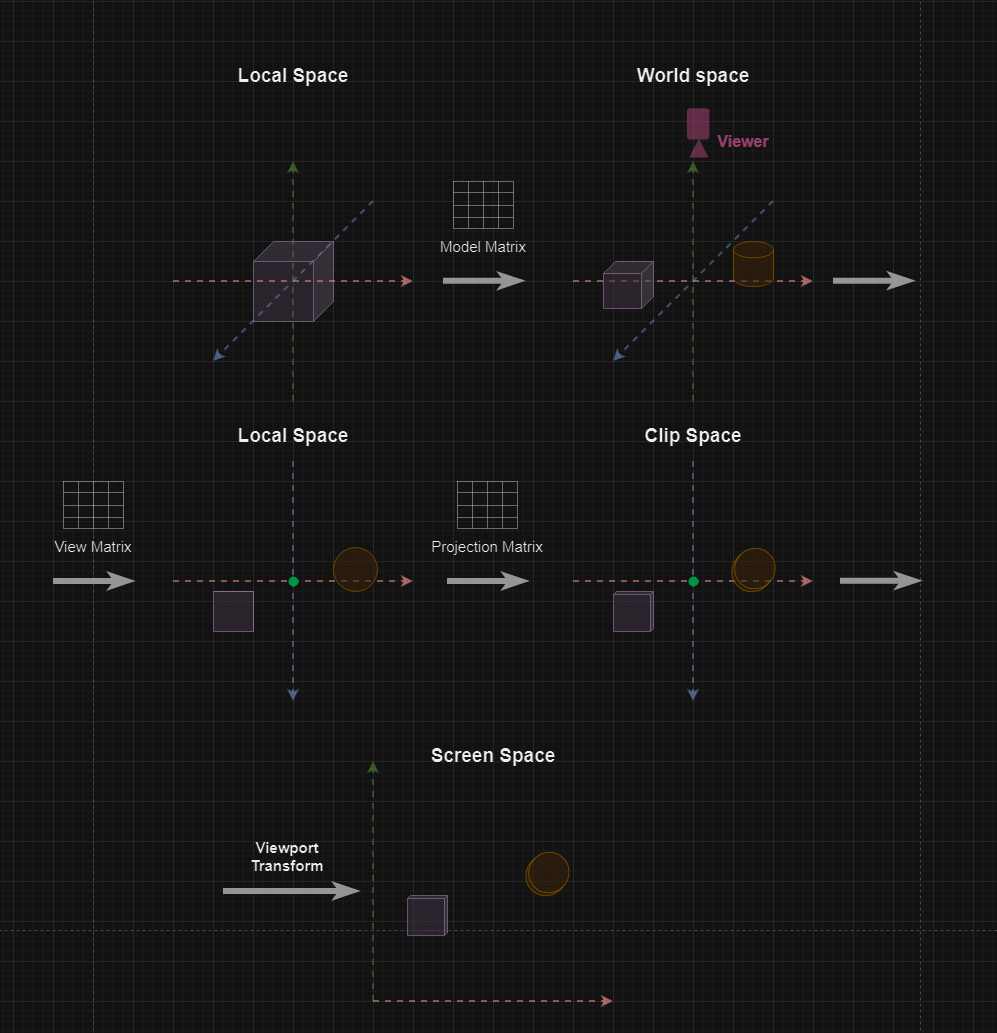 Local Space
World space
Viewer
Model Matrix
Local Space
Clip Space
View Matrix
Projection Matrix
Screen Space
Viewport
Transform